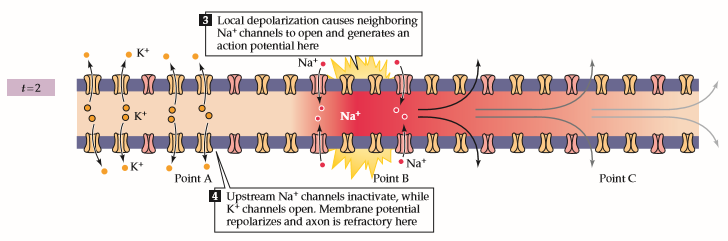 3 Local depolarization causes neighboring
Na+ channels to open and generates an
action potential here
K+
Na+
t=2
K+
Na+
K+
Na+
Point A
Point B
Point C
4 Upstream Na+ channels inactivate, while
K+ channels open. Membrane potential
repolarizes and axon is refractory here